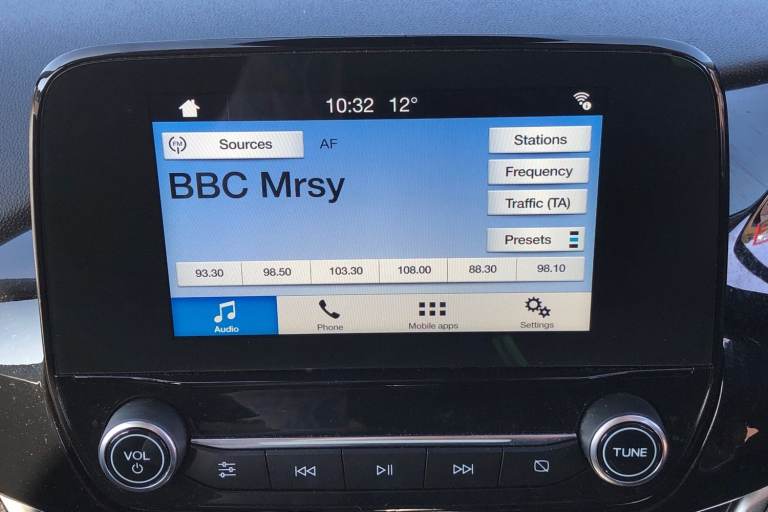 10:32 12°
FM
Sources
AF
Stations
BBC Mrsy
Frequency
Traffic (TA)
Presets
93.30 98.50 103.30 108.00 88.30 98.10
Audio Phone Mobile apps Settings
VOL
TUNE